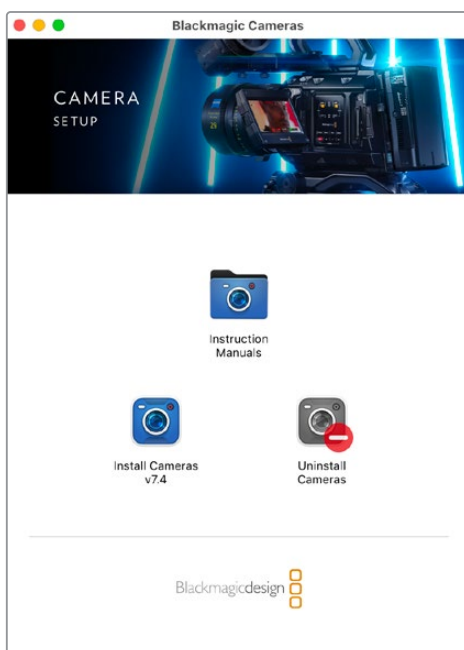 Blackmagic Cameras
CAMERA
SETUP
Instruction
Manuals
Install Cameras
v7.4
Uninstall
Cameras
Blackmagicdesign